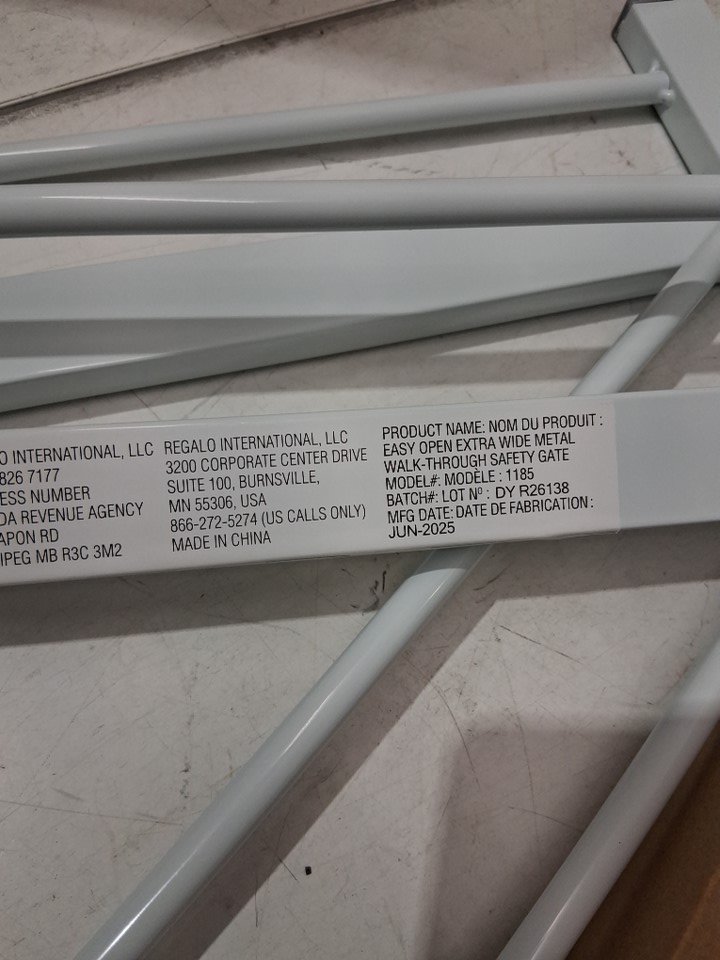 O INTERNATIONAL, LLC
826 7177
ESS NUMBER
DA REVENUE AGENCY
APON RD
IPEG MB R3C 3M2
REGALO INTERNATIONAL, LLC
3200 CORPORATE CENTER DRIVE
SUITE 100, BURNSVILLE,
MN 55306, USA
866-272-5274 (US CALLS ONLY)
MADE IN CHINA
PRODUCT NAME: NOM DU PRODUIT :
EASY OPEN EXTRA WIDE METAL
WALK-THROUGH SAFETY GATE
MODEL#: MODÈLE : 1185
BATCH#: LOT Nº : DY R26138
MFG DATE: DATE DE FABRICATION :
JUN-2025